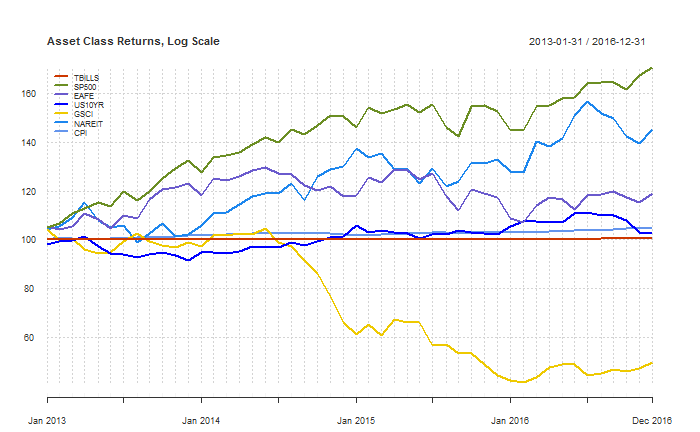 Asset Class Returns, Log Scale
2013-01-31 / 2016-12-31
TBILLS
SP500
EAFE
US10YR
GSCI
NAREIT
CPI
160
140
120
100
80
60
Jan 2013 Jan 2014 Jan 2015 Jan 2016 Dec 2016